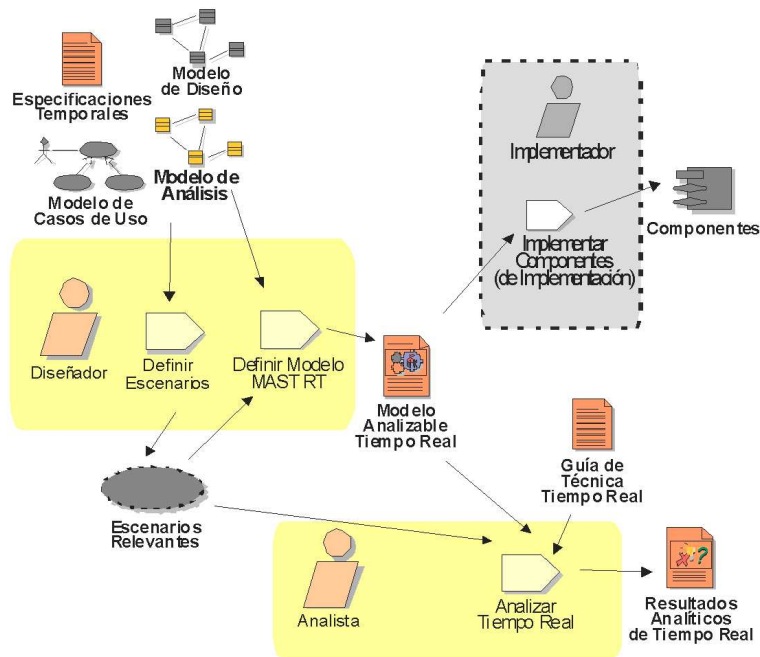 Modelo
de Diseño
Especificaciones
Temporales
Modelo de
Análisis
Modelo de
Casos de Uso
Implementador
Implementar
Componentes
(de Implementación)
Componentes
Diseñador
Definir
Escenarios
Definir Modelo
MAST RT
Modelo
Analizable
Tiempo Real
Guía de
Técnica
Tiempo Real
Escenarios
Relevantes
Analista
Analizar
Tiempo Real
Resultados
Analíticos
de Tiempo Real